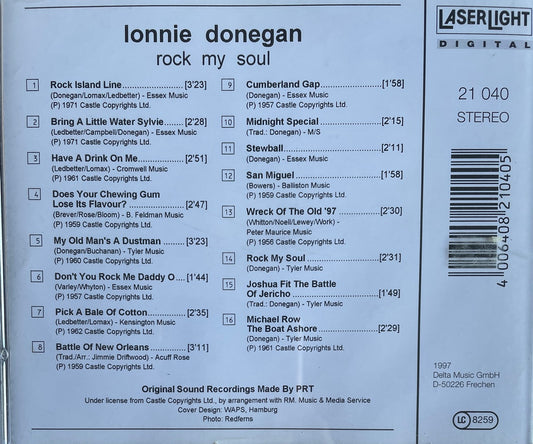 lonnie donegan
rock my soul
1 Rock Island Line..................[3'23]
(Donegan/Lomax/Ledbetter) - Essex Music
(P) 1971 Castle Copyrights Ltd.
2 Bring A Little Water Sylvie.......[2'28]
(Ledbetter/Campbell/Donegan) - Essex Music
(P) 1971 Castle Copyrights Ltd.
3 Have A Drink On Me............[2'51]
(Ledbetter/Lomax) - Cromwell Music
(P) 1961 Castle Copyrights Ltd.
4 Does Your Chewing Gum
Lose Its Flavour?................[2'47]
(Brever/Rose/Bloom) - B. Feldman Music
(P) 1959 Castle Copyrights Ltd.
5 My Old Man's A Dustman......[3'23]
(Donegan/Buchanan) - Tyler Music
(P) 1960 Castle Copyrights Ltd.
6 Don't You Rock Me Daddy O....[1'44]
(Varley/Whyton) - Essex Music
(P) 1957 Castle Copyrights Ltd.
7 Pick A Bale Of Cotton...........[2'35]
(Ledbetter/Lomax) - Kensington Music
(P) 1962 Castle Copyrights Ltd.
8 Battle Of New Orleans...........[3'11]
(Trad./Arr.: Jimmie Driftwood) - Acuff Rose
(P) 1959 Castle Copyrights Ltd.
9 Cumberland Gap.................[1'58]
(Donegan) - Essex Music
(P) 1957 Castle Copyrights Ltd.
10 Midnight Special..................[2'15]
(Trad.: Donegan) - M/S
11 Stewball..............................[2'11]
(Donegan) - Essex Music
12 San Miguel..........................[1'58]
(Bowers) - Balliston Music
(P) 1959 Castle Copyrights Ltd.
13 Wreck Of The Old '97...........[2'30]
(Whitton/Noell/Lewey/Work) -
Peter Maurice Music
(P) 1956 Castle Copyrights Ltd.
14 Rock My Soul......................[2'31]
(Donegan) - Tyler Music
15 Joshua Fit The Battle
Of Jericho...........................[1'49]
(Trad.: Donegan) - Tyler Music
16 Michael Row
The Boat Ashore.................[2'29]
(Donegan) - Tyler Music
(P) 1961 Castle Copyrights Ltd.
Original Sound Recordings Made By PRT
Under license from Castle Copyrights Ltd., by arrangement with RM. Music & Media Service
Cover Design: WAPS, Hamburg
Photo: Redferns
LASERLIGHT
DIGITAL
21 040
STEREO
4 006408 210405
1997
Delta Music GmbH
D-50226 Frechen
LC 8259